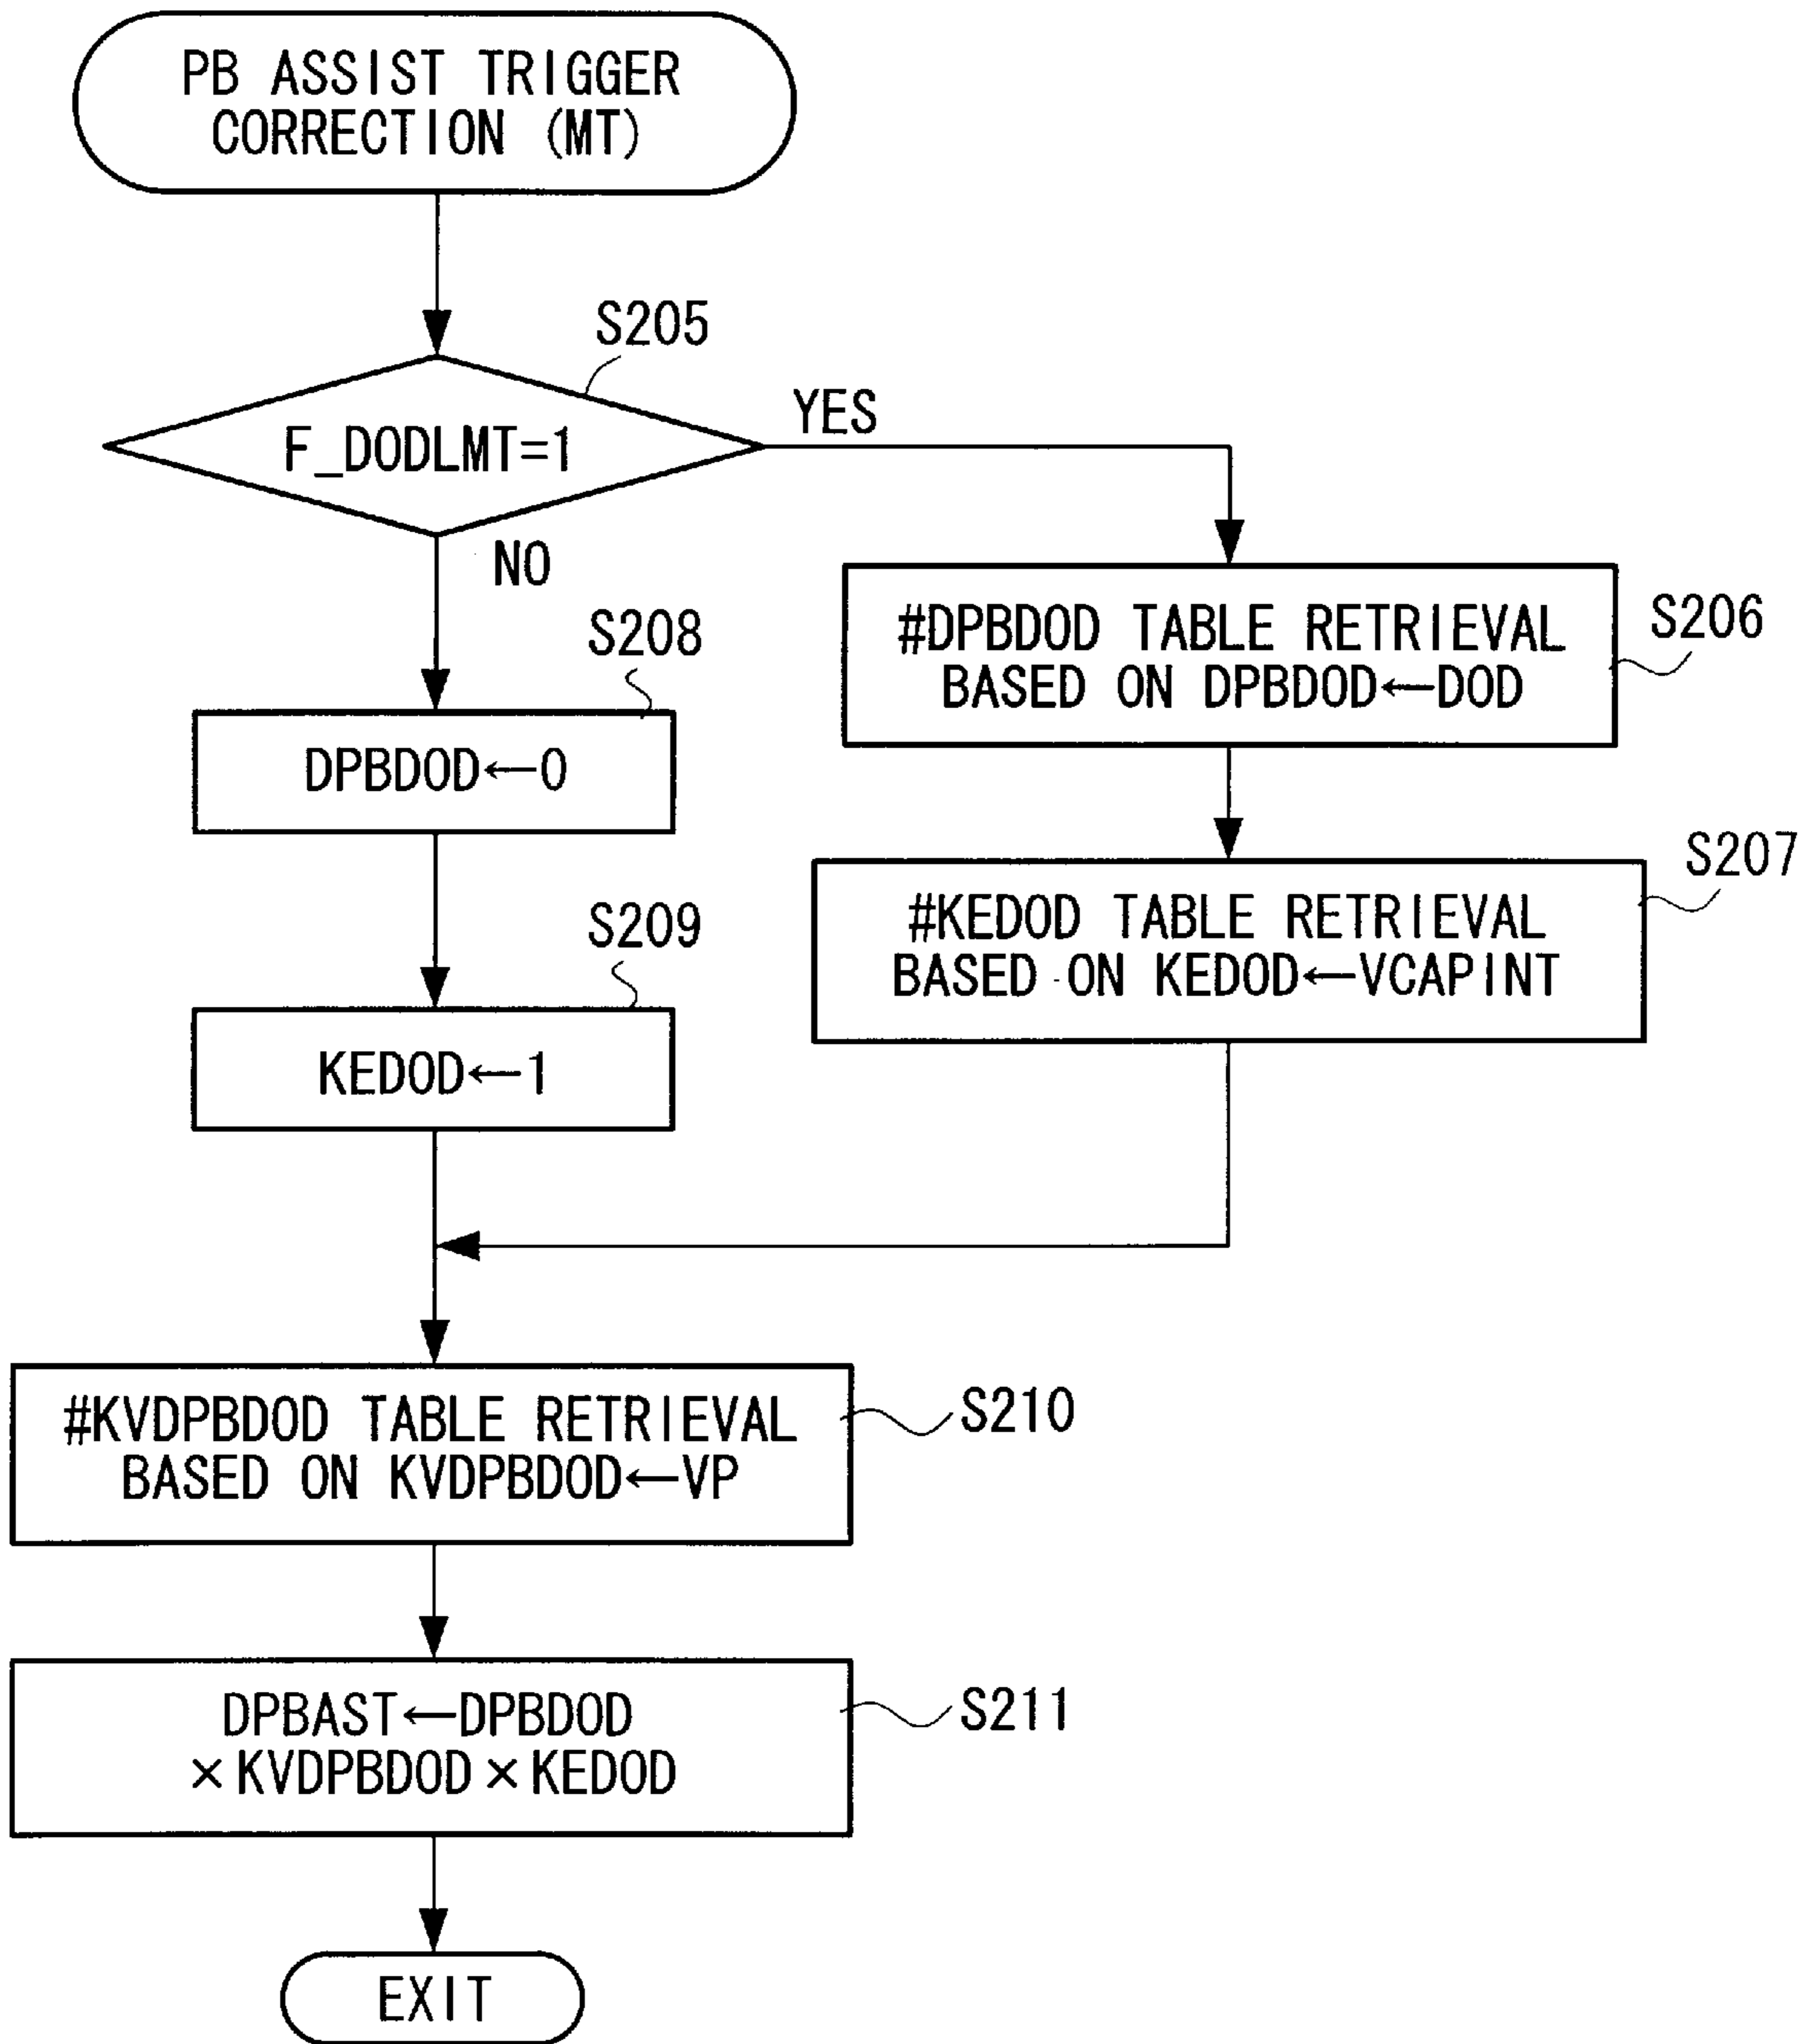 PB ASSIST TRIGGER
CORRECTION (MT)
S205
F_DODLMT=1
YES
NO
S206
#DPBDOD TABLE RETRIEVAL
BASED ON DPBDOD←DOD
S208
DPBDOD←0
S207
#KEDOD TABLE RETRIEVAL
BASED ON KEDOD←VCAPINT
S209
KEDOD←1
#KVDPBDOD TABLE RETRIEVAL
BASED ON KVDPBDOD←VP
S210
DPBAST←DPBDOD
×KVDPBDOD×KEDOD
S211
EXIT